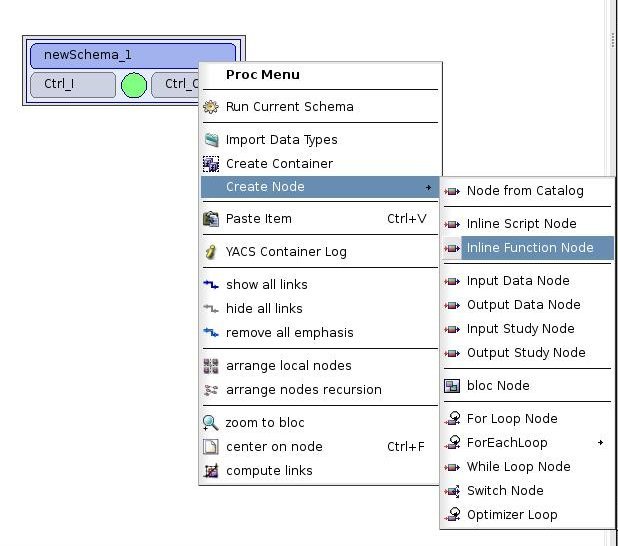 newSchema_1
Ctrl_I
Proc Menu
Run Current Schema
Import Data Types
Create Container
Create Node
Paste Item Ctrl+V
YACS Container Log
show all links
hide all links
remove all emphasis
arrange local nodes
arrange nodes recursion
zoom to bloc
center on node Ctrl+F
compute links
Node from Catalog
Inline Script Node
Inline Function Node
Input Data Node
Output Data Node
Input Study Node
Output Study Node
bloc Node
For Loop Node
ForEachLoop
While Loop Node
Switch Node
Optimizer Loop